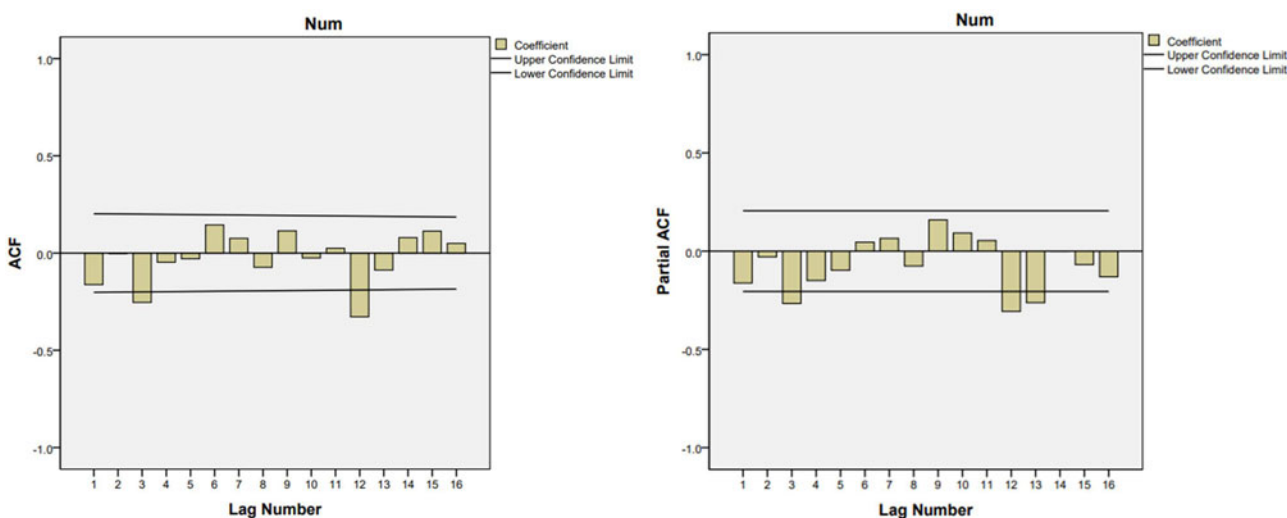 Num
Coefficient
Upper Confidence Limit
Lower Confidence Limit
1.0
0.5
0.0
-0.5
-1.0
ACF
1 2 3 4 5 6 7 8 9 10 11 12 13 14 15 16
Lag Number
Num
Coefficient
Upper Confidence Limit
Lower Confidence Limit
1.0
0.5
0.0
-0.5
-1.0
Partial ACF
1 2 3 4 5 6 7 8 9 10 11 12 13 14 15 16
Lag Number